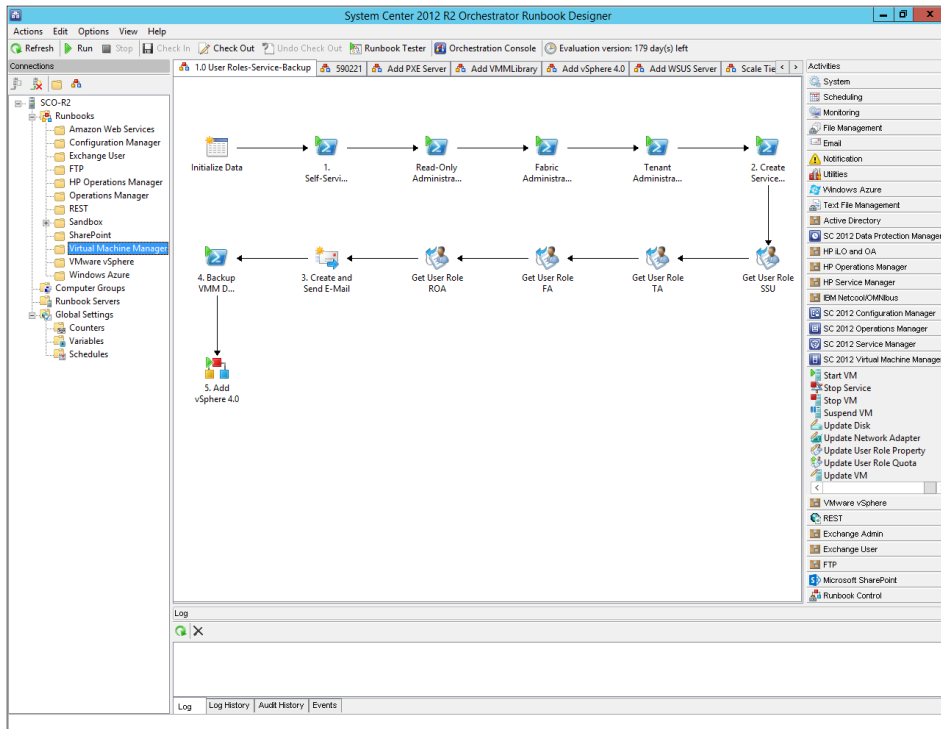 System Center 2012 R2 Orchestrator Runbook Designer
Actions Edit Options View Help
Refresh Run Stop Check In Check Out Undo Check Out Runbook Tester Orchestration Console Evaluation version: 179 day(s) left
Connections
SCO-R2
Runbooks
Amazon Web Services
Configuration Manager
Exchange User
FTP
HP Operations Manager
Operations Manager
REST
Sandbox
SharePoint
Virtual Machine Manager
VMware vSphere
Windows Azure
Computer Groups
Runbook Servers
Global Settings
Counters
Variables
Schedules
1.0 User Roles-Service-Backup 590221 Add PXE Server Add VMMLibrary Add vSphere 4.0 Add WSUS Server Scale Tie
Initialize Data
1.
Self-Servi...
Read-Only
Administra...
Fabric
Administra...
Tenant
Administra...
2. Create
Service...
4. Backup
VMM D...
3. Create and
Send E-Mail
Get User Role
ROA
Get User Role
FA
Get User Role
TA
Get User Role
SSU
5. Add
vSphere 4.0
Log
Log Log History Audit History Events
Activities
System
Scheduling
Monitoring
File Management
Email
Notification
Utilities
Windows Azure
Text File Management
Active Directory
SC 2012 Data Protection Manager
HP iLO and OA
HP Operations Manager
HP Service Manager
IBM Netcool/OMNIbus
SC 2012 Configuration Manager
SC 2012 Operations Manager
SC 2012 Service Manager
SC 2012 Virtual Machine Manage
Start VM
Stop Service
Stop VM
Suspend VM
Update Disk
Update Network Adapter
Update User Role Property
Update User Role Quota
Update VM
VMware vSphere
REST
Exchange Admin
Exchange User
FTP
Microsoft SharePoint
Runbook Control